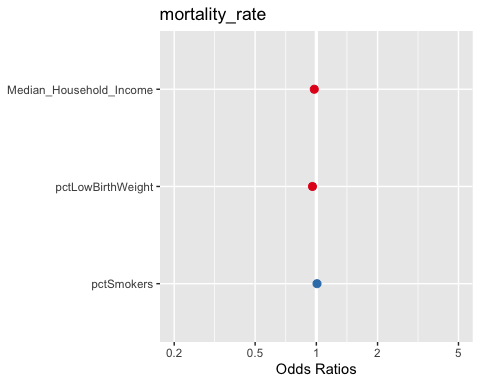 mortality_rate
Median_Household_Income
pctLowBirthWeight
pctSmokers
0.2 0.5 1 2 5
Odds Ratios